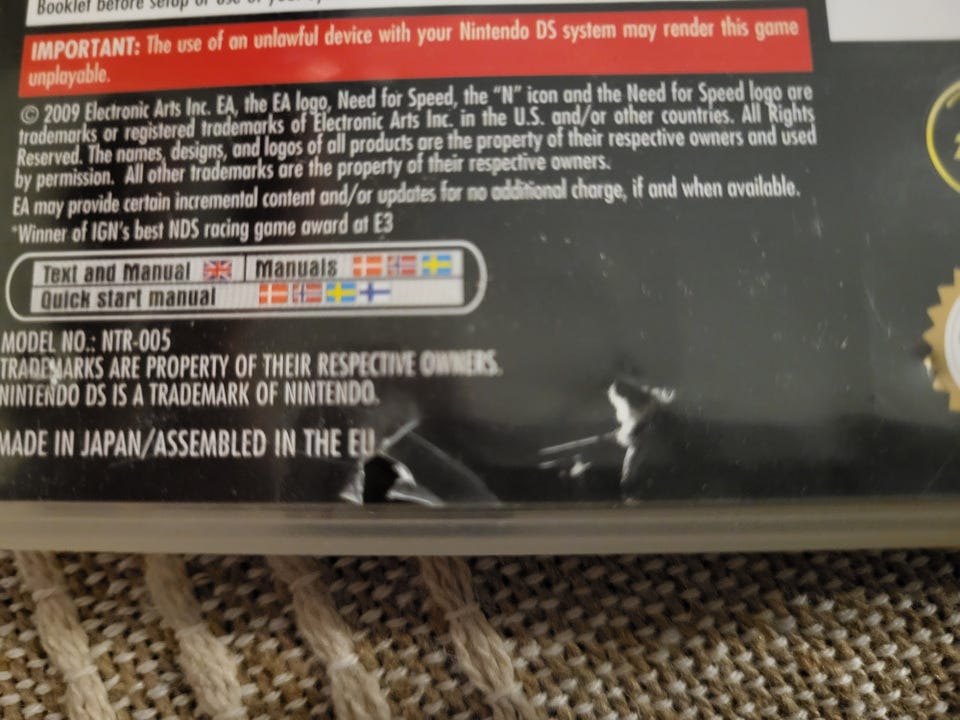 Booklet before setup or use of your
IMPORTANT: The use of an unlawful device with your Nintendo DS system may render this game
unplayable.
© 2009 Electronic Arts Inc. EA, the EA logo, Need for Speed, the "N" icon and the Need for Speed logo are
trademarks or registered trademarks of Electronic Arts Inc. in the U.S. and/or other countries. All Rights
Reserved. The names, designs, and logos of all products are the property of their respective owners and used
by permission. All other trademarks are the property of their respective owners.
EA may provide certain incremental content and/or updates for no additional charge, if and when available.
*Winner of IGN's best NDS racing game award at E3
Text and Manual Manuals
Quick start manual
MODEL NO.: NTR-005
TRADEMARKS ARE PROPERTY OF THEIR RESPECTIVE OWNERS.
NINTENDO DS IS A TRADEMARK OF NINTENDO.
MADE IN JAPAN/ASSEMBLED IN THE EU